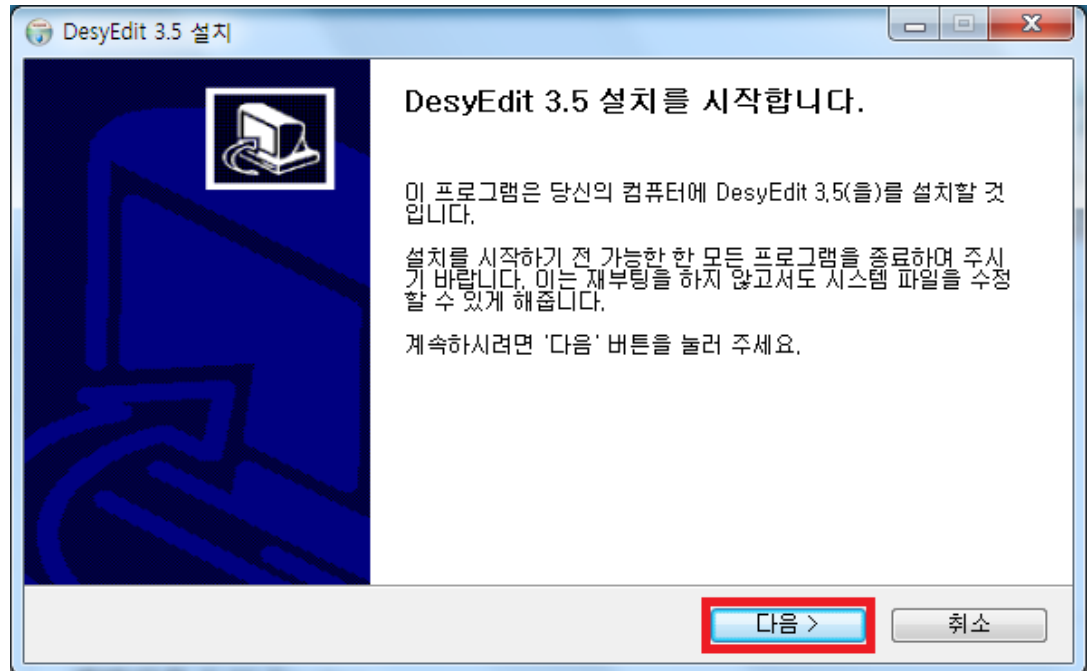 DesyEdit 3.5 설치
DesyEdit 3.5 설치를 시작합니다.
이 프로그램은 당신의 컴퓨터에 DesyEdit 3.5(을)를 설치할 것
입니다.
설치를 시작하기 전 가능한 한 모든 프로그램을 종료하여 주시
기 바랍니다. 이는 재부팅을 하지 않고서도 시스템 파일을 수정
할 수 있게 해줍니다.
계속하시려면 '다음' 버튼을 눌러 주세요.
다음 >
취소